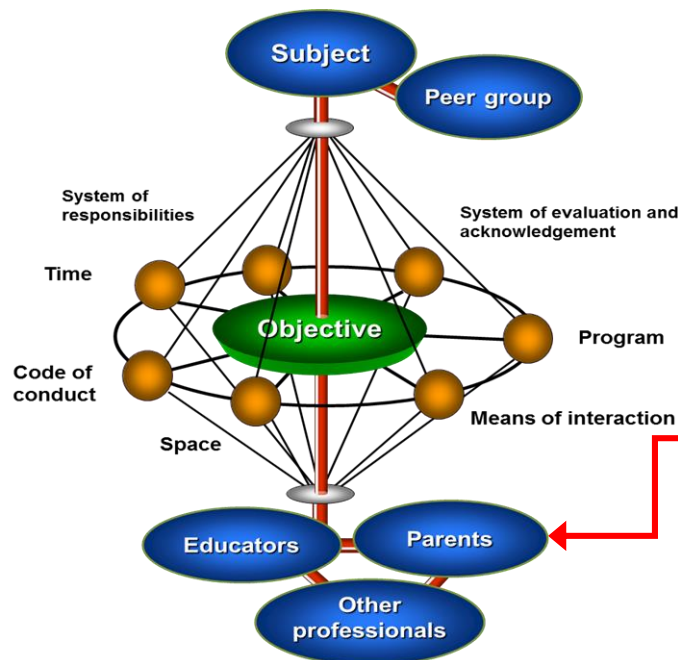 Subject
Peer group
System of
responsibilities
System of evaluation and
acknowledgement
Time
Objective
Program
Code of
conduct
Means of interaction
Space
Educators
Parents
Other
professionals